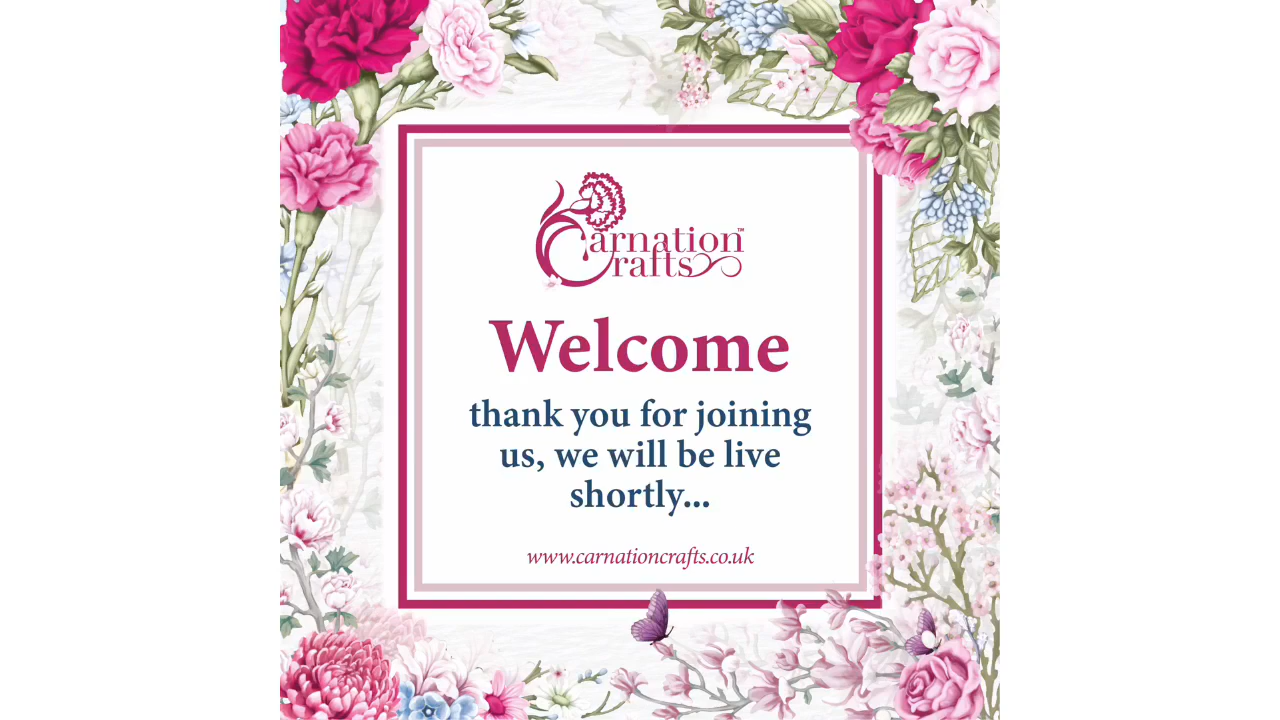 Carnation™
Crafts
Welcome
thank you for joining
us, we will be live
shortly...
www.carnationcrafts.co.uk